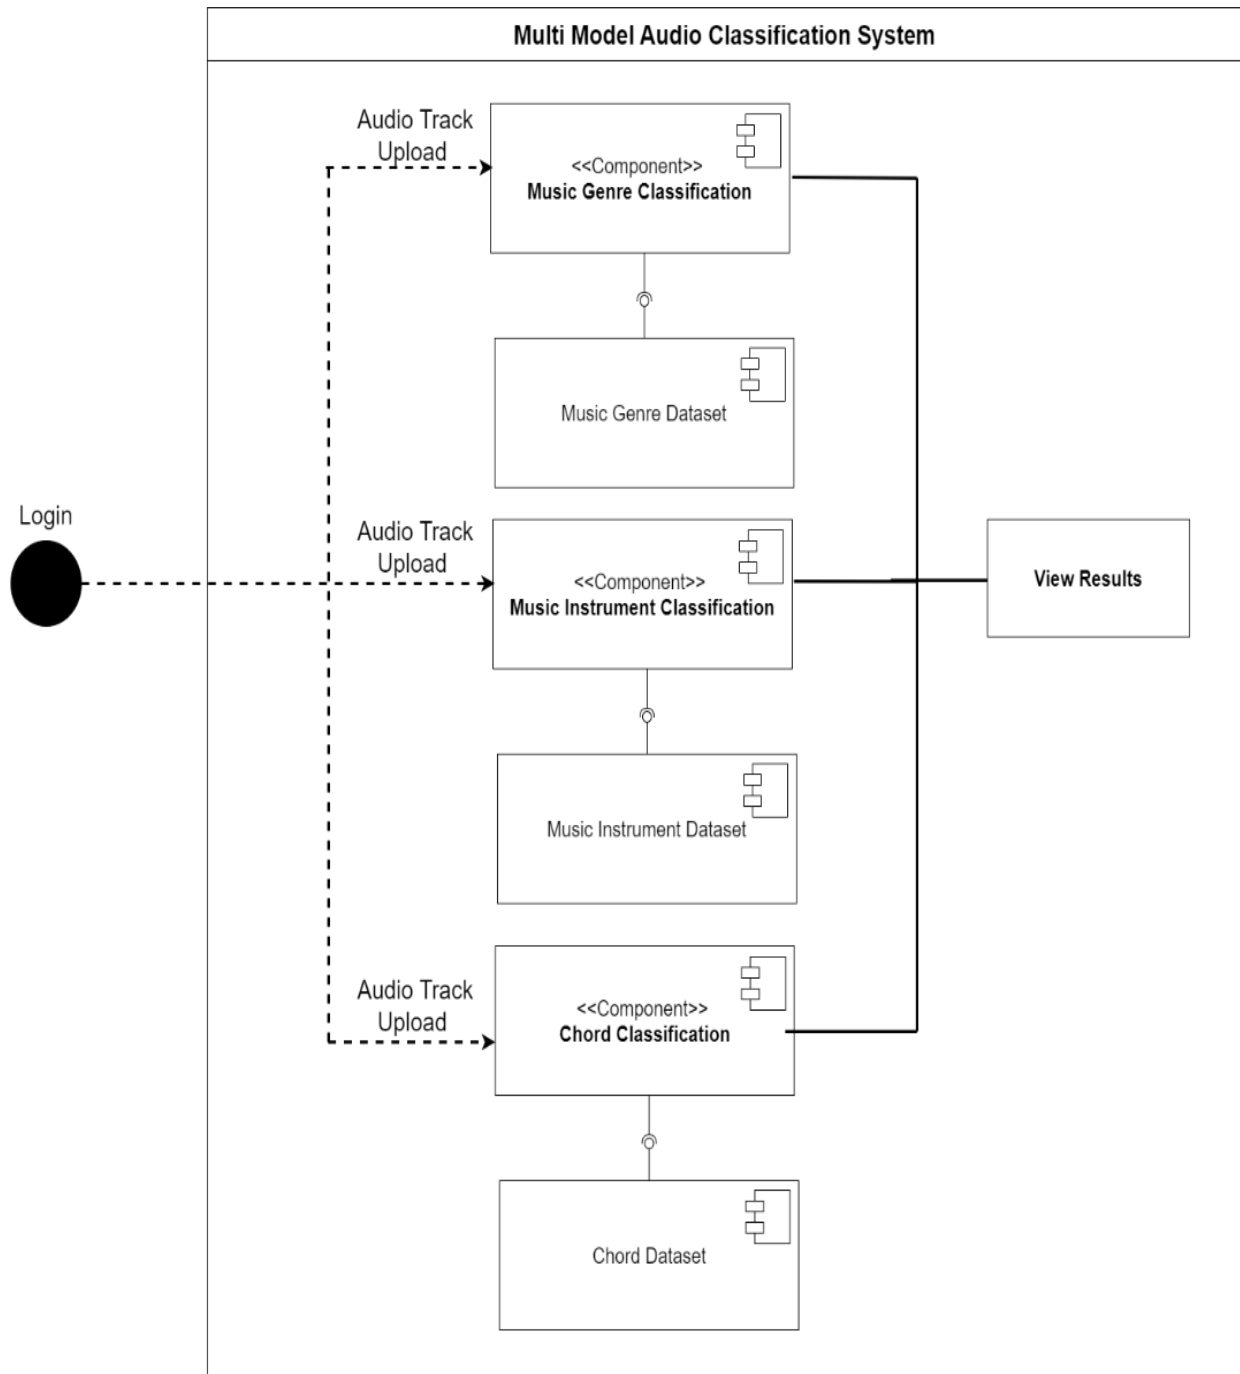 Multi Model Audio Classification System
Audio Track
Upload
<<Component>>
Music Genre Classification
Music Genre Dataset
Login
Audio Track
Upload
<<Component>>
Music Instrument Classification
View Results
Music Instrument Dataset
Audio Track
Upload
<<Component>>
Chord Classification
Chord Dataset